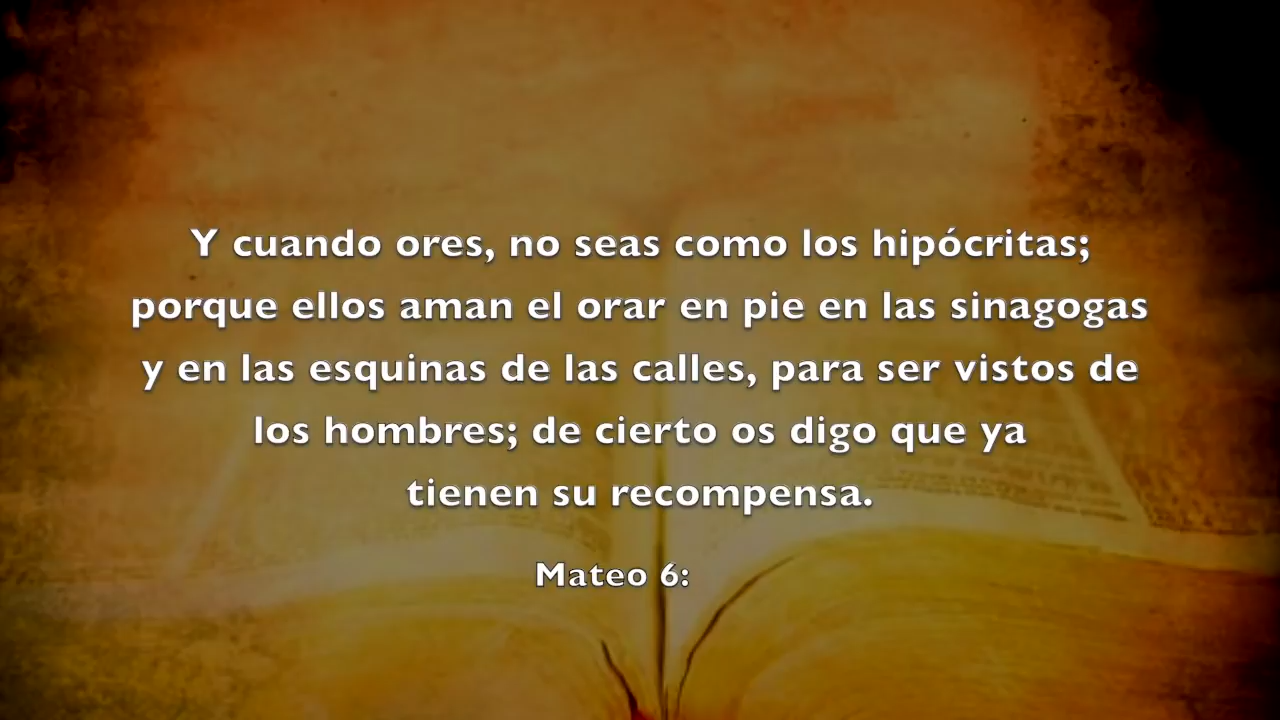 Y cuando ores, no seas como los hipócritas;
porque ellos aman el orar en pie en las sinagogas
y en las esquinas de las calles, para ser vistos de
los hombres; de cierto os digo que ya
tienen su recompensa.
Mateo 6: